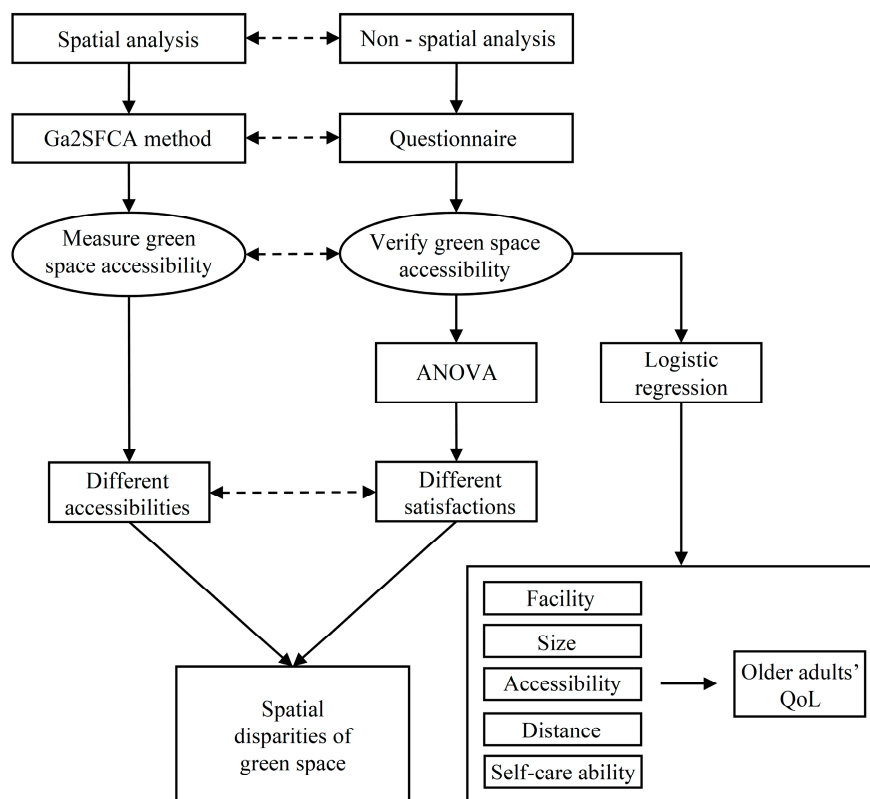 Spatial analysis
Non - spatial analysis
Ga2SFCA method
Questionnaire
Measure green
space accessibility
Verify green space
accessibility
ANOVA
Logistic
regression
Different
accessibilities
Different
satisfactions
Spatial
disparities of
green space
Facility
Size
Accessibility
Distance
Self-care ability
Older adults’
QoL